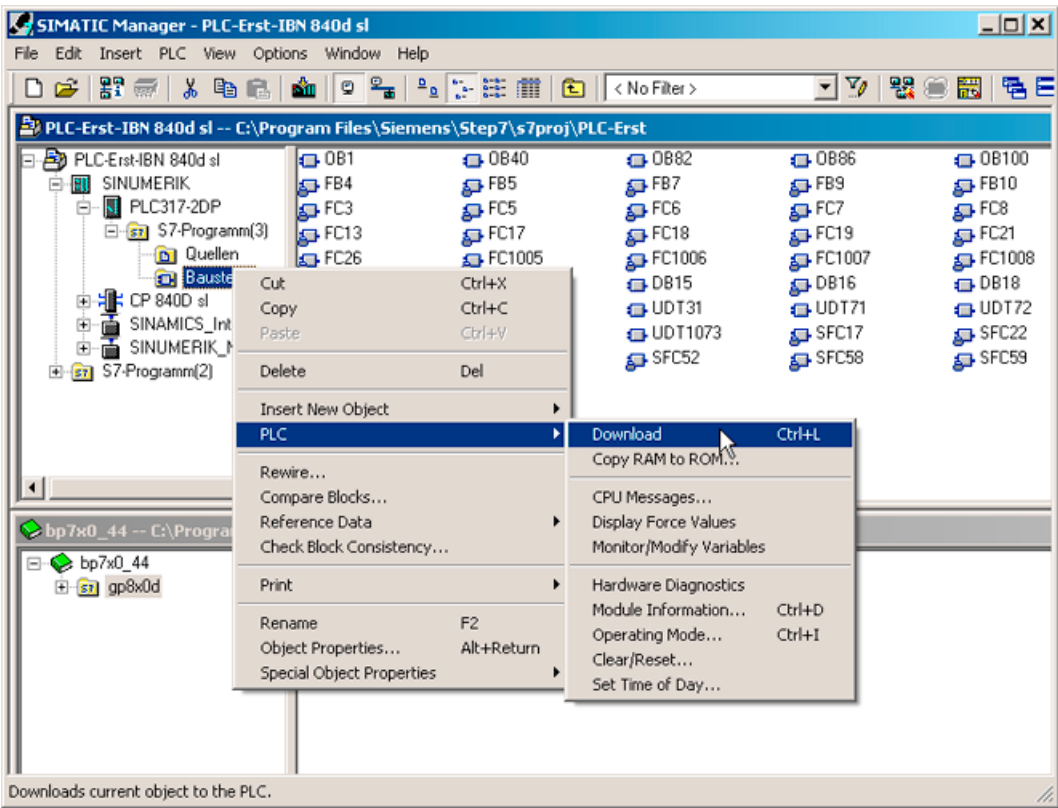 SIMATIC Manager - PLC-Erst-IBN 840d sl
File Edit Insert PLC View Options Window Help
< No Filter >
PLC-Erst-IBN 840d sl -- C:\Program Files\Siemens\Step7\s7proj\PLC-Erst
PLC-Erst-IBN 840d sl
SINUMERIK
PLC317-2DP
S7-Programm(3)
Quellen
Bauste
CP 840D sl
SINAMICS_Int
SINUMERIK_
S7-Programm(2)
OB1 OB40 OB82 OB86 OB100
FB4 FB5 FB7 FB9 FB10
FC3 FC5 FC6 FC7 FC8
FC13 FC17 FC18 FC19 FC21
FC26 FC1005 FC1006 FC1007 FC1008
DB15 DB16 DB18
UDT31 UDT71 UDT72
UDT1073 SFC17 SFC22
SFC52 SFC58 SFC59
Cut Ctrl+X
Copy Ctrl+C
Paste Ctrl+V
Delete Del
Insert New Object
PLC
Rewire...
Compare Blocks...
Reference Data
Check Block Consistency...
Print
Rename F2
Object Properties... Alt+Return
Special Object Properties
Download Ctrl+L
Copy RAM to ROM...
CPU Messages...
Display Force Values
Monitor/Modify Variables
Hardware Diagnostics
Module Information... Ctrl+D
Operating Mode... Ctrl+I
Clear/Reset...
Set Time of Day...
bp7x0_44 -- C:\Progra
bp7x0_44
gp8x0d
Downloads current object to the PLC.